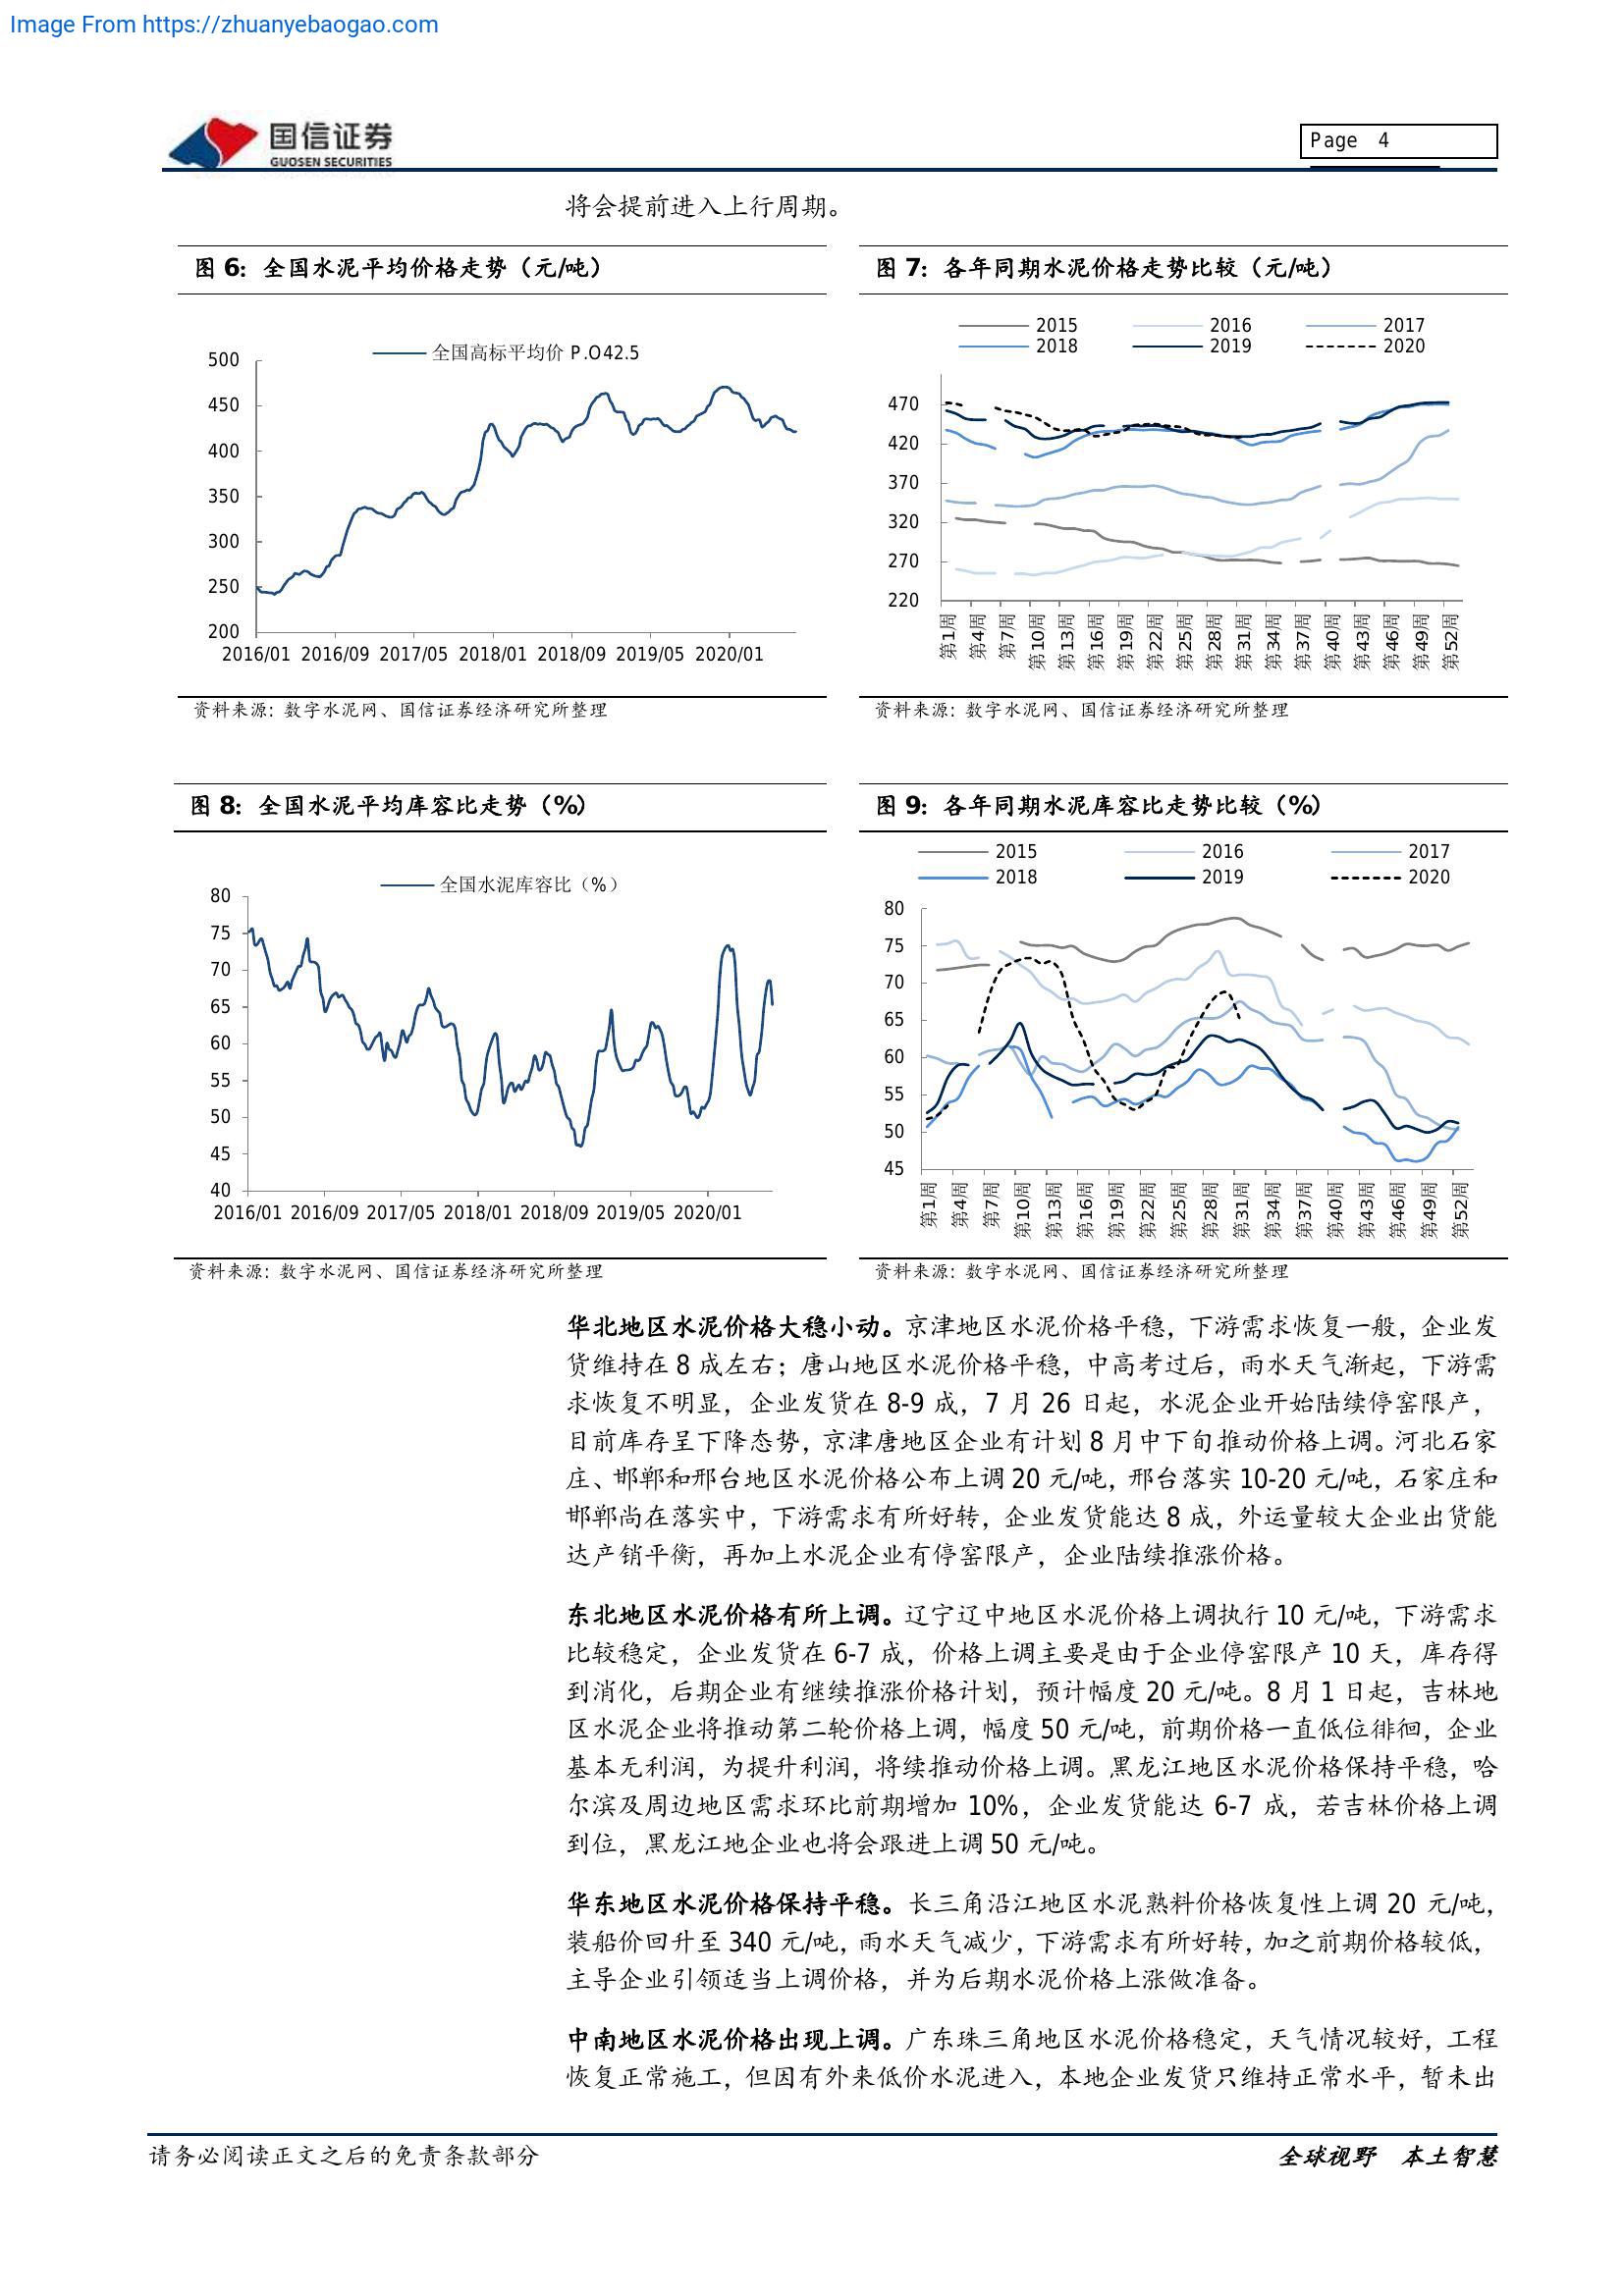 Image From https://zhuanyebaogao.com
国信证券
GUOSEN SECURITIES
Page 4
将会提前进入上行周期。
图 6: 全国水泥平均价格走势（元/吨）
全国高标平均价 P.O42.5
500
450
400
350
300
250
200
2016/01 2016/09 2017/05 2018/01 2018/09 2019/05 2020/01
资料来源: 数字水泥网、国信证券经济研究所整理
图 7: 各年同期水泥价格走势比较（元/吨）
2015 2016 2017
2018 2019 2020
470
420
370
320
270
220
第1周 第4周 第7周 第10周 第13周 第16周 第19周 第22周 第25周 第28周 第31周 第34周 第37周 第40周 第43周 第46周 第49周 第52周
资料来源: 数字水泥网、国信证券经济研究所整理
图 8: 全国水泥平均库容比走势（%）
全国水泥库容比（%）
80
75
70
65
60
55
50
45
40
2016/01 2016/09 2017/05 2018/01 2018/09 2019/05 2020/01
资料来源: 数字水泥网、国信证券经济研究所整理
图 9: 各年同期水泥库容比走势比较（%）
2015 2016 2017
2018 2019 2020
80
75
70
65
60
55
50
45
第1周 第4周 第7周 第10周 第13周 第16周 第19周 第22周 第25周 第28周 第31周 第34周 第37周 第40周 第43周 第46周 第49周 第52周
资料来源: 数字水泥网、国信证券经济研究所整理
华北地区水泥价格大稳小动。京津地区水泥价格平稳，下游需求恢复一般，企业发
货维持在 8 成左右；唐山地区水泥价格平稳，中高考过后，雨水天气渐起，下游需
求恢复不明显，企业发货在 8-9 成，7 月 26 日起，水泥企业开始陆续停窑限产，
目前库存呈下降态势，京津唐地区企业有计划 8 月中下旬推动价格上调。河北石家
庄、邯郸和邢台地区水泥价格公布上调 20 元/吨，邢台落实 10-20 元/吨，石家庄和
邯郸尚在落实中，下游需求有所好转，企业发货能达 8 成，外运量较大企业出货能
达产销平衡，再加上水泥企业有停窑限产，企业陆续推涨价格。
东北地区水泥价格有所上调。辽宁辽中地区水泥价格上调执行 10 元/吨，下游需求
比较稳定，企业发货在 6-7 成，价格上调主要是由于企业停窑限产 10 天，库存得
到消化，后期企业有继续推涨价格计划，预计幅度 20 元/吨。8 月 1 日起，吉林地
区水泥企业将推动第二轮价格上调，幅度 50 元/吨，前期价格一直低位徘徊，企业
基本无利润，为提升利润，将续推动价格上调。黑龙江地区水泥价格保持平稳，哈
尔滨及周边地区需求环比前期增加 10%，企业发货能达 6-7 成，若吉林价格上调
到位，黑龙江地企业也将会跟进上调 50 元/吨。
华东地区水泥价格保持平稳。长三角沿江地区水泥熟料价格恢复性上调 20 元/吨，
装船价回升至 340 元/吨，雨水天气减少，下游需求有所好转，加之前期价格较低，
主导企业引领适当上调价格，并为后期水泥价格上涨做准备。
中南地区水泥价格出现上调。广东珠三角地区水泥价格稳定，天气情况较好，工程
恢复正常施工，但因有外来低价水泥进入，本地企业发货只维持正常水平，暂未出
请务必阅读正文之后的免责条款部分
全球视野 本土智慧